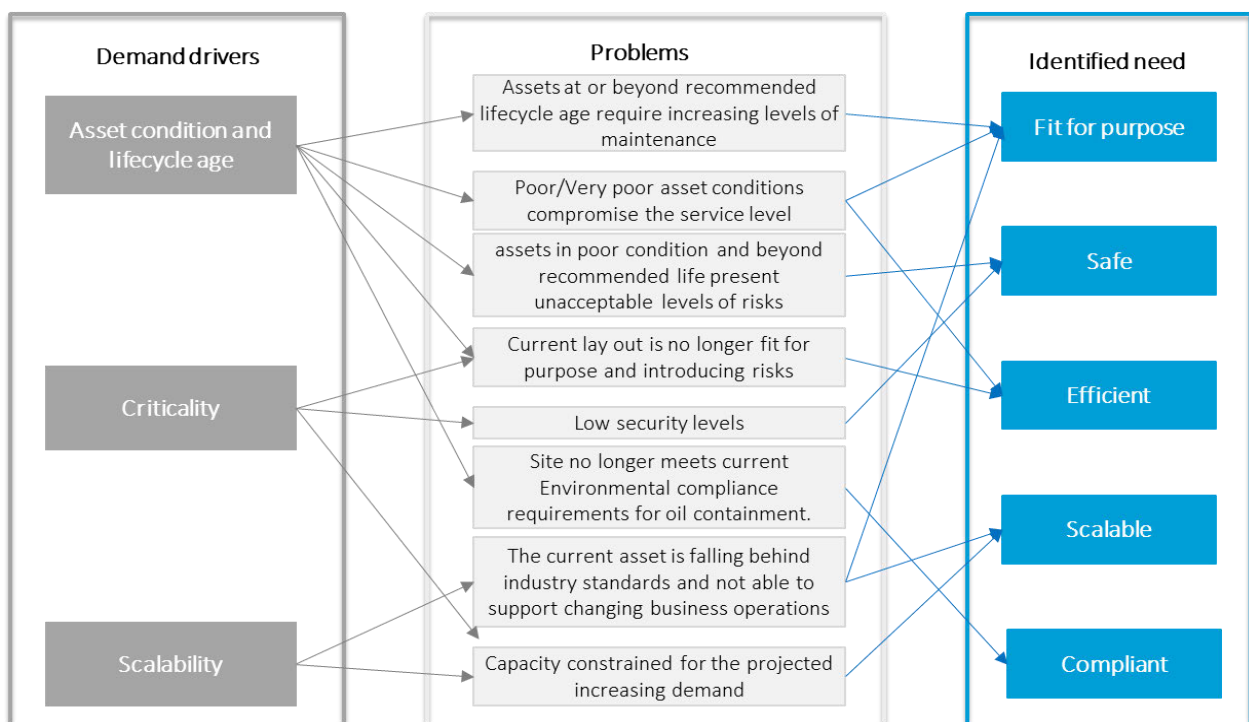 Demand drivers
Asset condition and
lifecycle age
Criticality
Scalability
Problems
Assets at or beyond recommended
lifecycle age require increasing levels of
maintenance
Poor/Very poor asset conditions
compromise the service level
assets in poor condition and beyond
recommended life present
unacceptable levels of risks
Current lay out is no longer fit for
purpose and introducing risks
Low security levels
Site no longer meets current
Environmental compliance
requirements for oil containment.
The current asset is falling behind
industry standards and not able to
support changing business operations
Capacity constrained for the projected
increasing demand
Identified need
Fit for purpose
Safe
Efficient
Scalable
Compliant